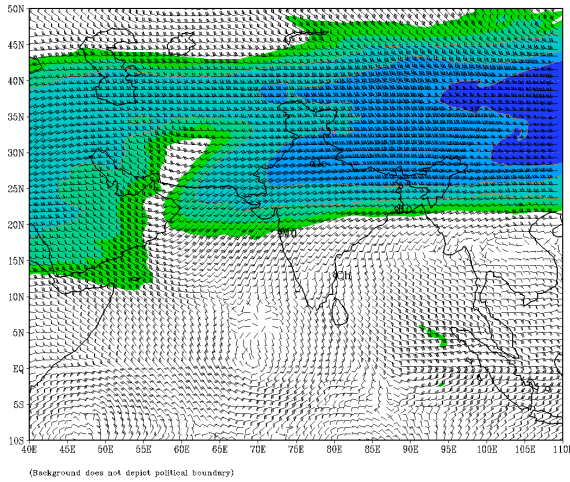 50N
45N
40N
35N
30N
25N
20N
15N
10N
5N
EQ
5S
10S
40E 45E 50E 55E 60E 65E 70E 75E 80E 85E 90E 95E 100E 105E 110E
(Background does not depict political boundary)